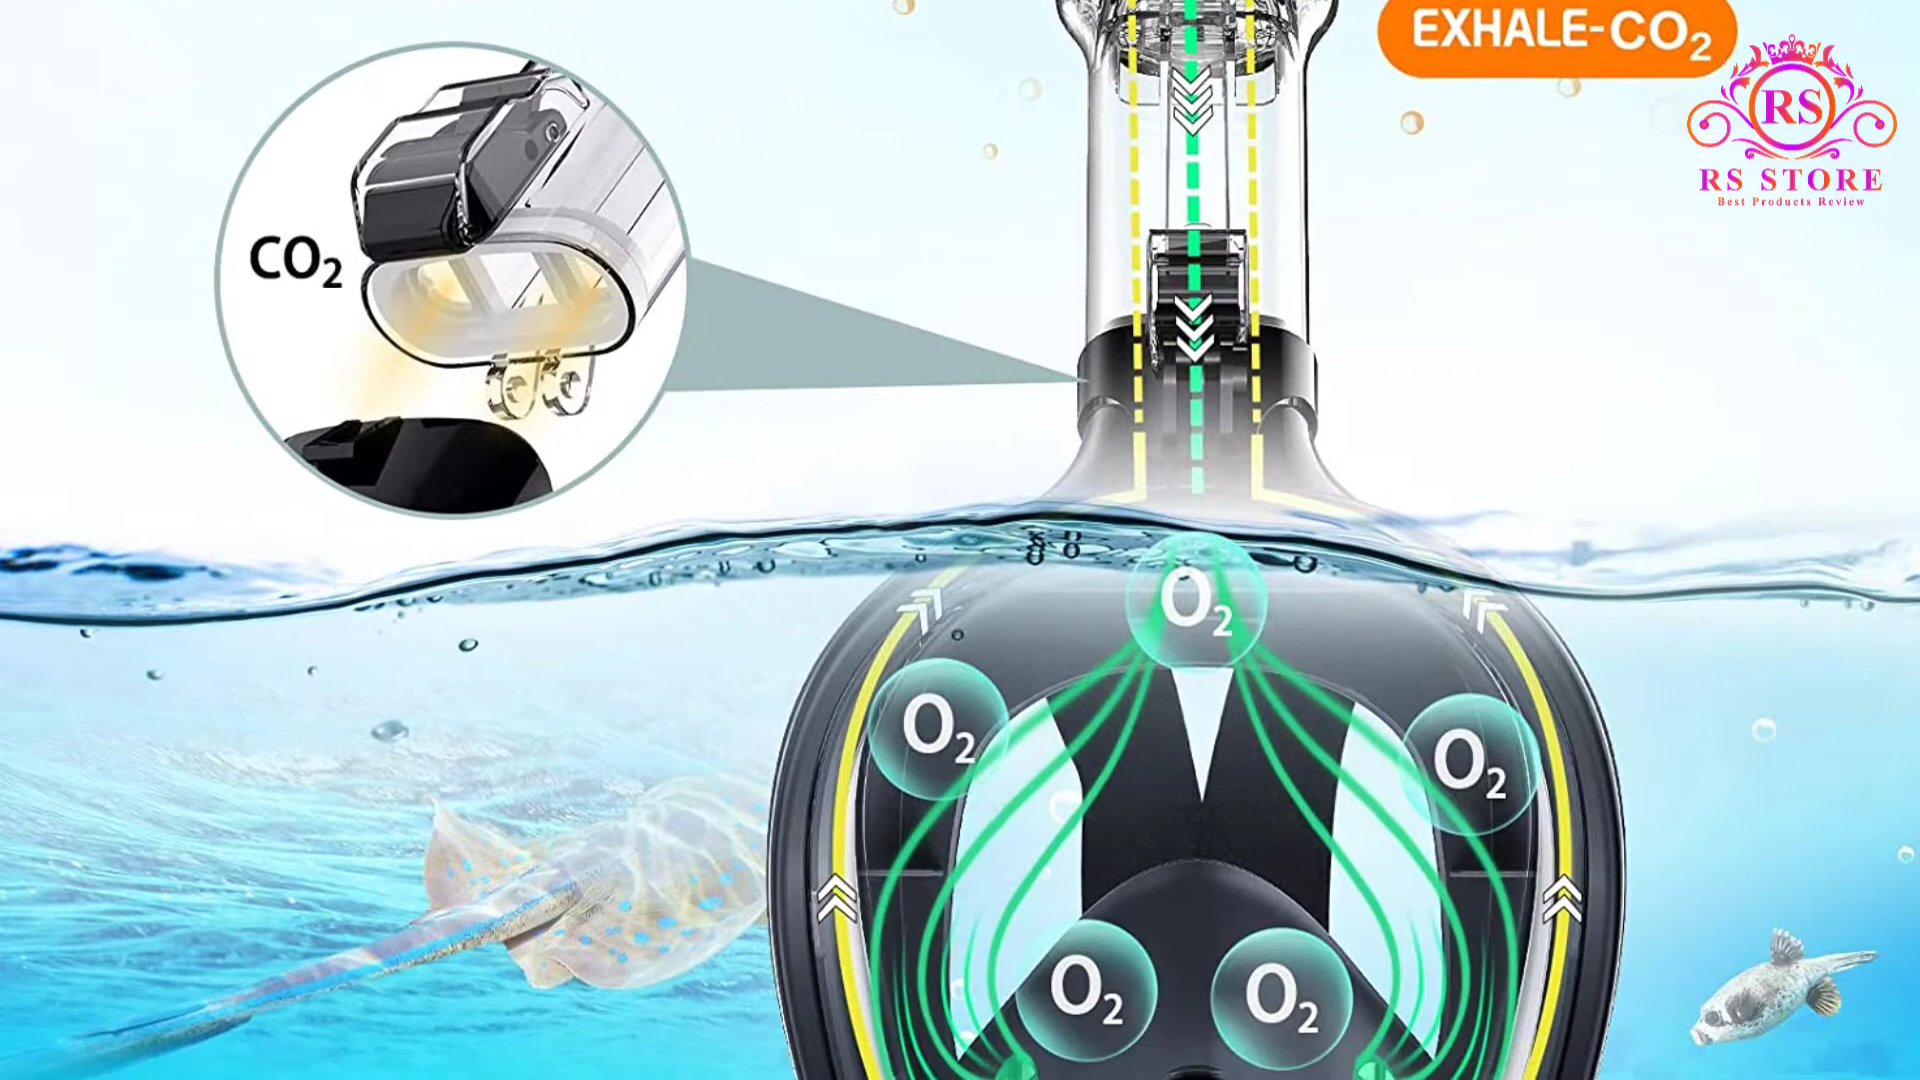 EXHALE-CO₂
RS
RS STORE
Best Products Review
CO₂
O₂
O₂
O₂
O₂
O₂